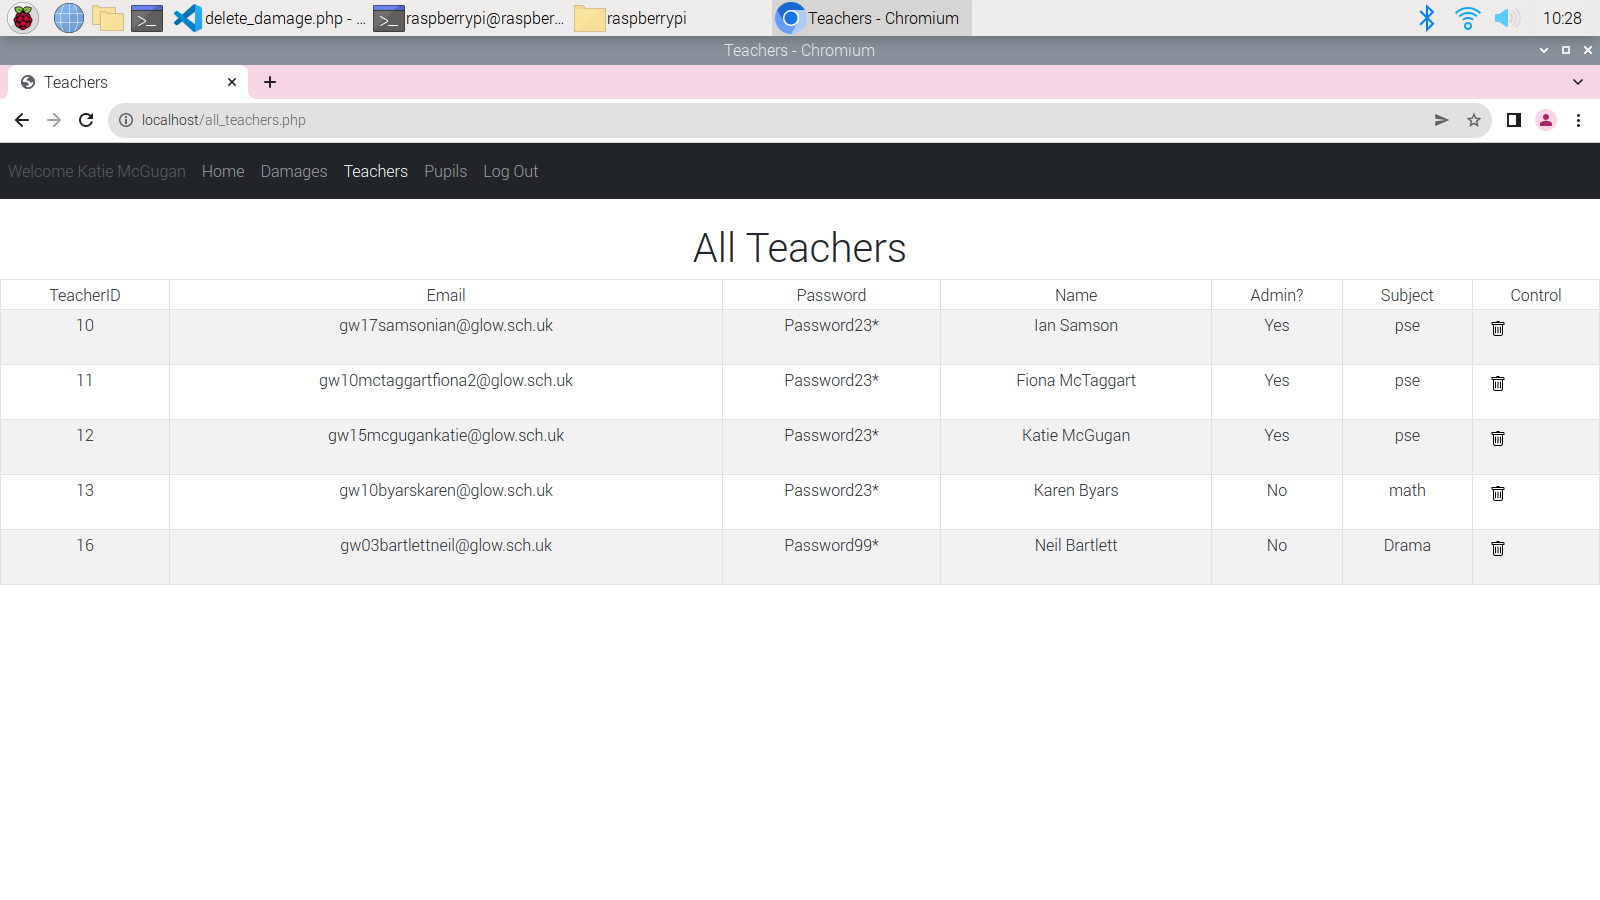 delete_damage.php - ... raspberrypi@raspber... raspberrypi Teachers - Chromium 10:28
Teachers - Chromium
Teachers
localhost/all_teachers.php
Welcome Katie McGugan Home Damages Teachers Pupils Log Out
All Teachers
TeacherID Email Password Name Admin? Subject Control
10 gw17samsonian@glow.sch.uk Password23* Ian Samson Yes pse
11 gw10mctaggartfiona2@glow.sch.uk Password23* Fiona McTaggart Yes pse
12 gw15mcgugankatie@glow.sch.uk Password23* Katie McGugan Yes pse
13 gw10byarskaren@glow.sch.uk Password23* Karen Byars No math
16 gw03bartlettneil@glow.sch.uk Password99* Neil Bartlett No Drama